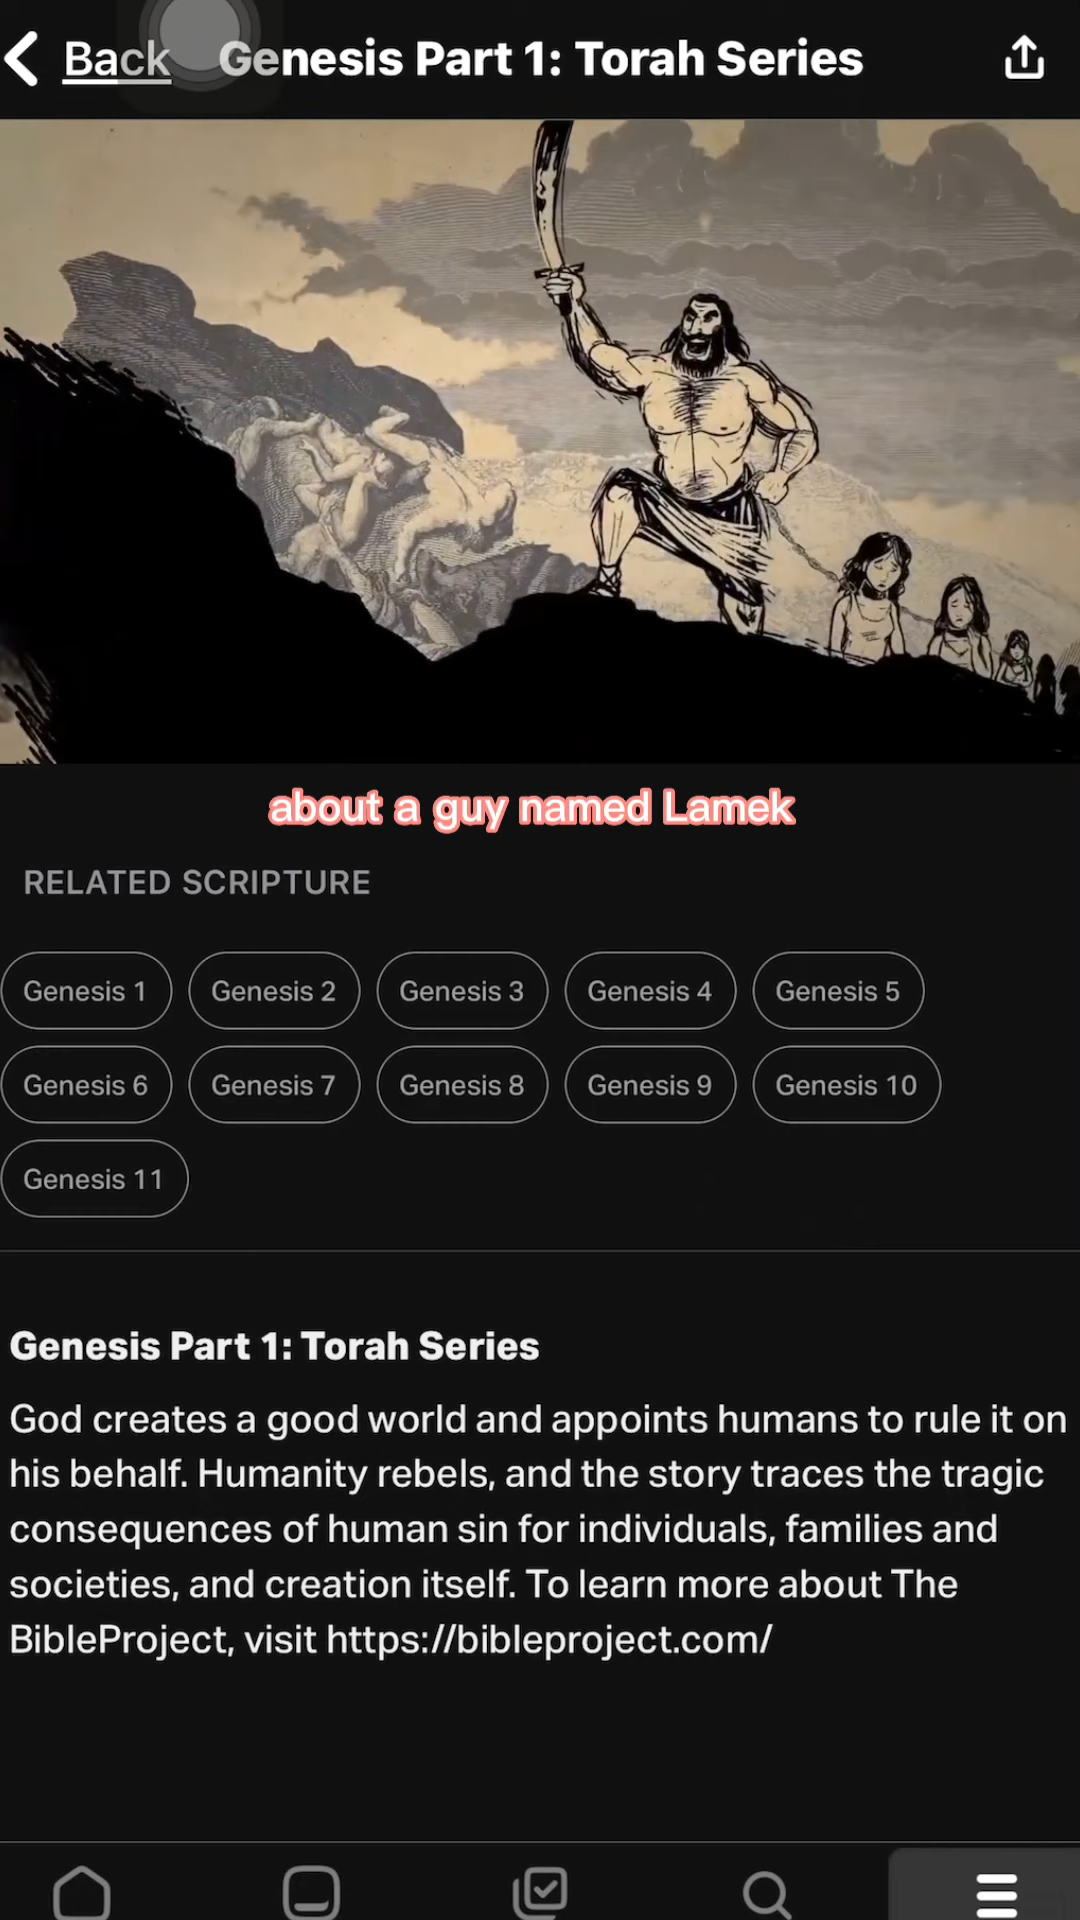 Back Genesis Part 1: Torah Series
about a guy named Lamek
RELATED SCRIPTURE
Genesis 1 Genesis 2 Genesis 3 Genesis 4 Genesis 5
Genesis 6 Genesis 7 Genesis 8 Genesis 9 Genesis 10
Genesis 11
Genesis Part 1: Torah Series
God creates a good world and appoints humans to rule it on
his behalf. Humanity rebels, and the story traces the tragic
consequences of human sin for individuals, families and
societies, and creation itself. To learn more about The
BibleProject, visit https://bibleproject.com/